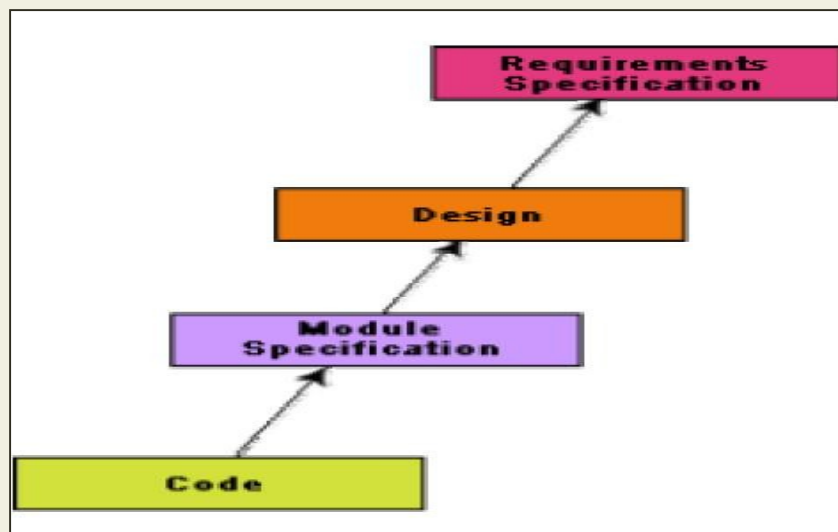 Requirements
Specification
Design
Module
Specification
Code